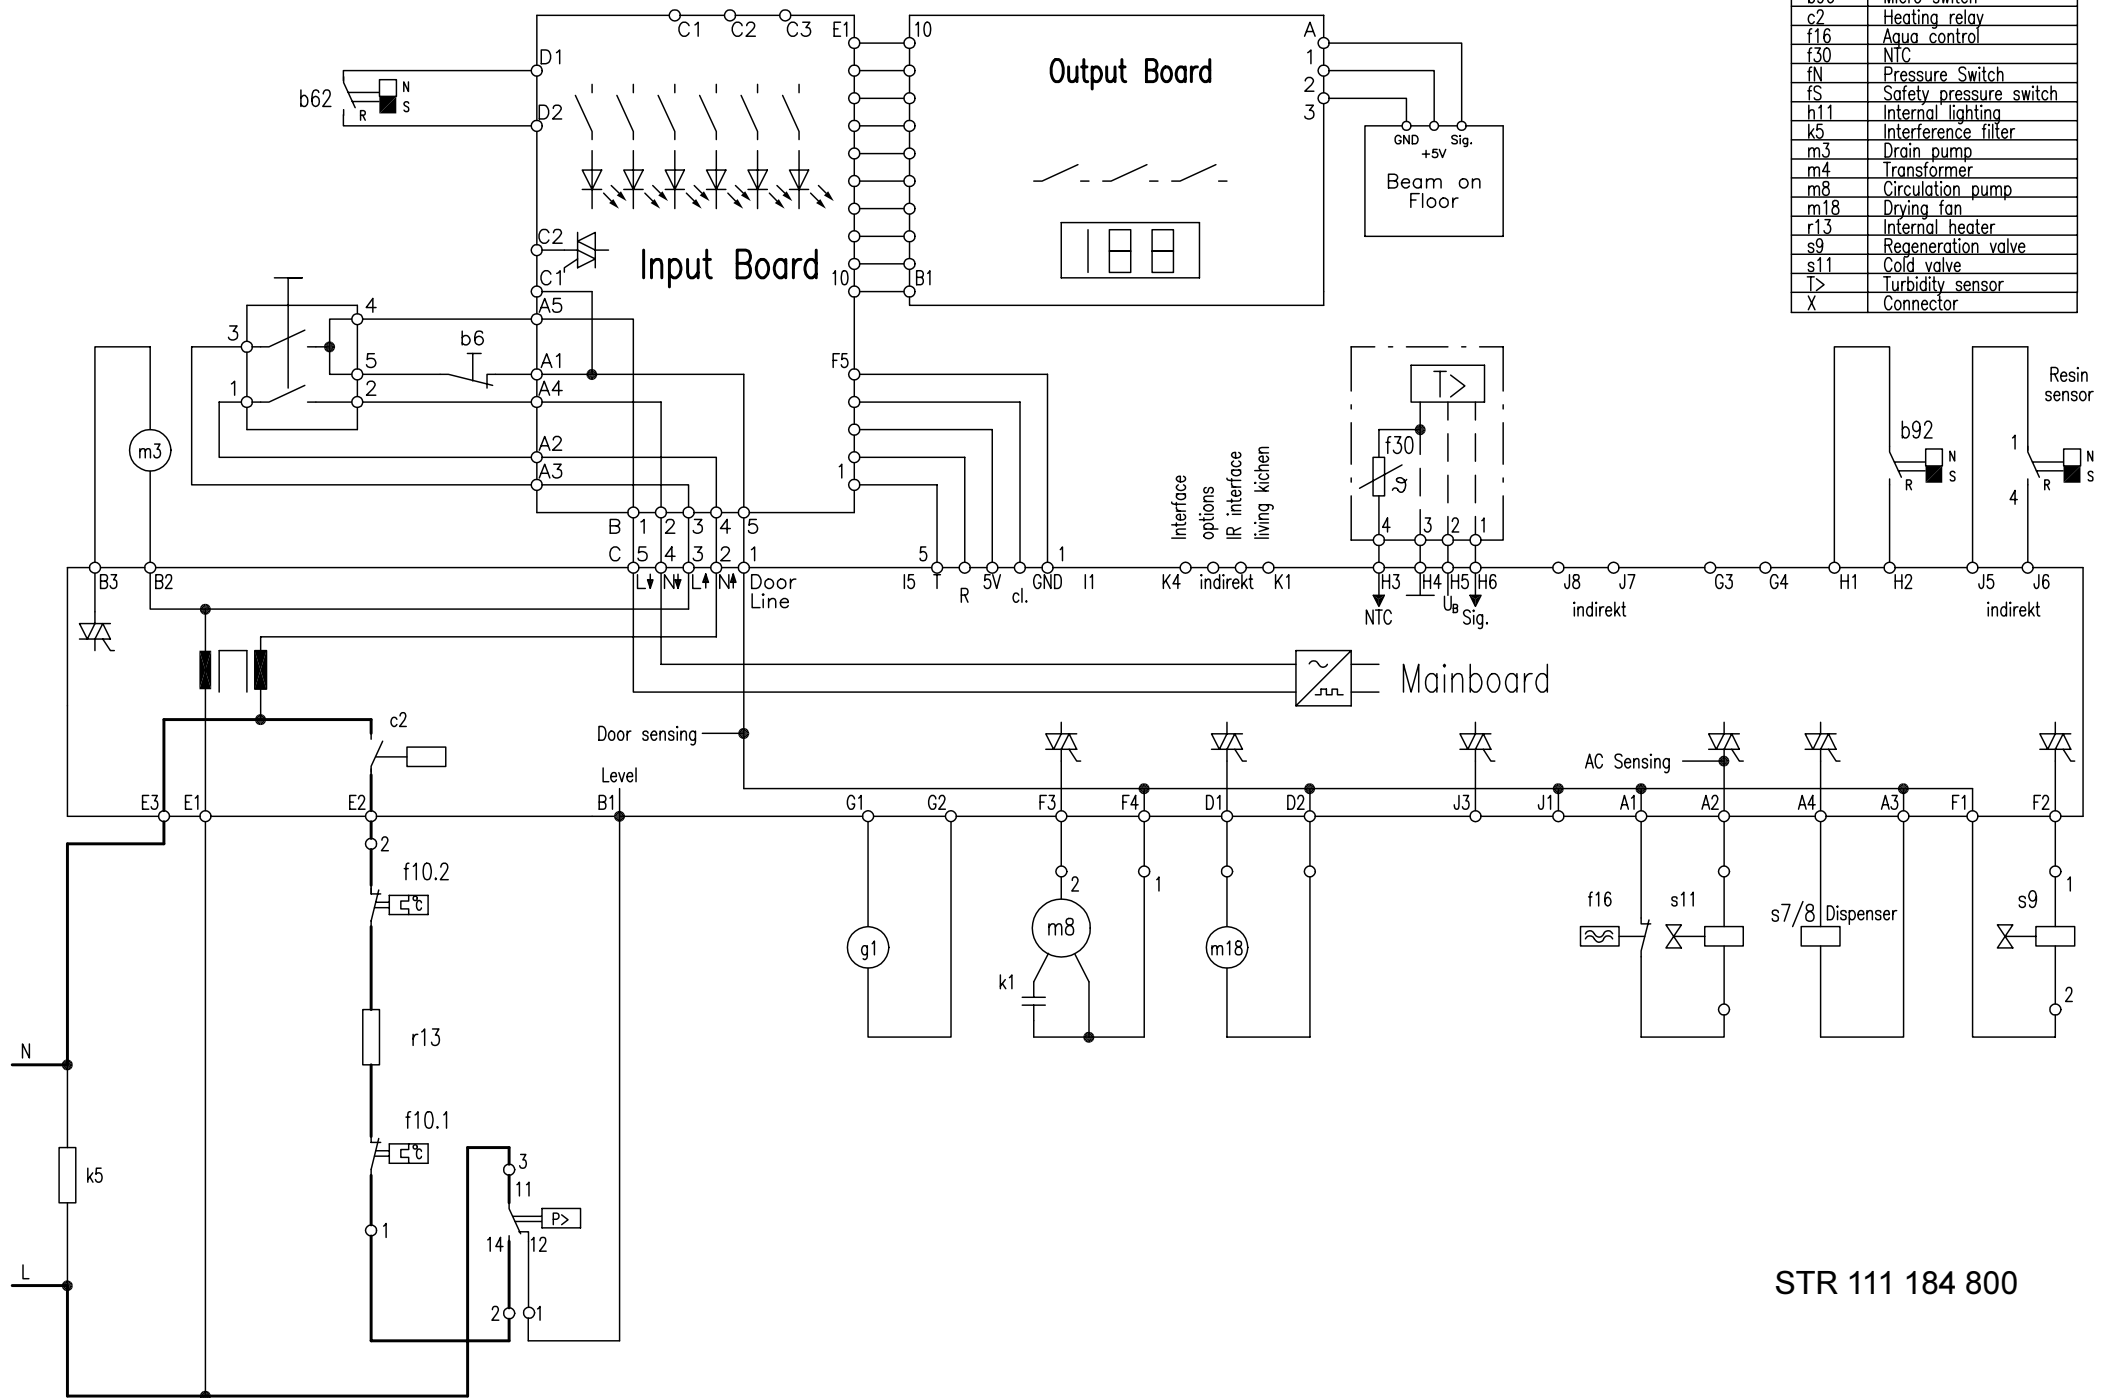 C1 C2 C3 E1
10 Output Board A
1
2
3
D1
D2
b62 N
S
R
GND Sig.
+5V
Beam on
Floor
c2 Heating relay
f16 Aqua control
f30 NTC
fN Pressure Switch
fS Safety pressure switch
h11 Internal lighting
k5 Interference filter
m3 Drain pump
m4 Transformer
m8 Circulation pump
m18 Drying fan
r13 Internal heater
s9 Regeneration valve
s11 Cold valve
T> Turbidity sensor
X Connector
C2
C1
Input Board
10 B1
188
A5
A1
A4
A2
A3
F5
1
3 4
5
1 2
b6
m3
T>
f30
ϑ
4 3 2 1
Interface
options
IR interface
living kichen
b92 N
S
R
Resin
sensor
1
4
N
S
R
B 1 2 3 4 5
C 5 4 3 2 1
B3 B2
L N L N Door
Line
5 1
I5 T R 5V cl. GND I1
K4 indirekt K1
H3 H4 H5 H6
NTC UB Sig.
J8 J7
indirekt
G3 G4
H1 H2
J5 J6
indirekt
Mainboard
c2
Door sensing
Level
AC Sensing
E3 E1 E2 B1 G1 G2 F3 F4 D1 D2 J3 J1 A1 A2 A4 A3 F1 F2
2
f10.2
°C
r13
f10.1
°C
1
g1
2
m8
k1
1
m18
f16
s11
s7/8 Dispenser
s9
1
2
N
k5
L
3
11
P>
14 12
2 1
STR 111 184 800